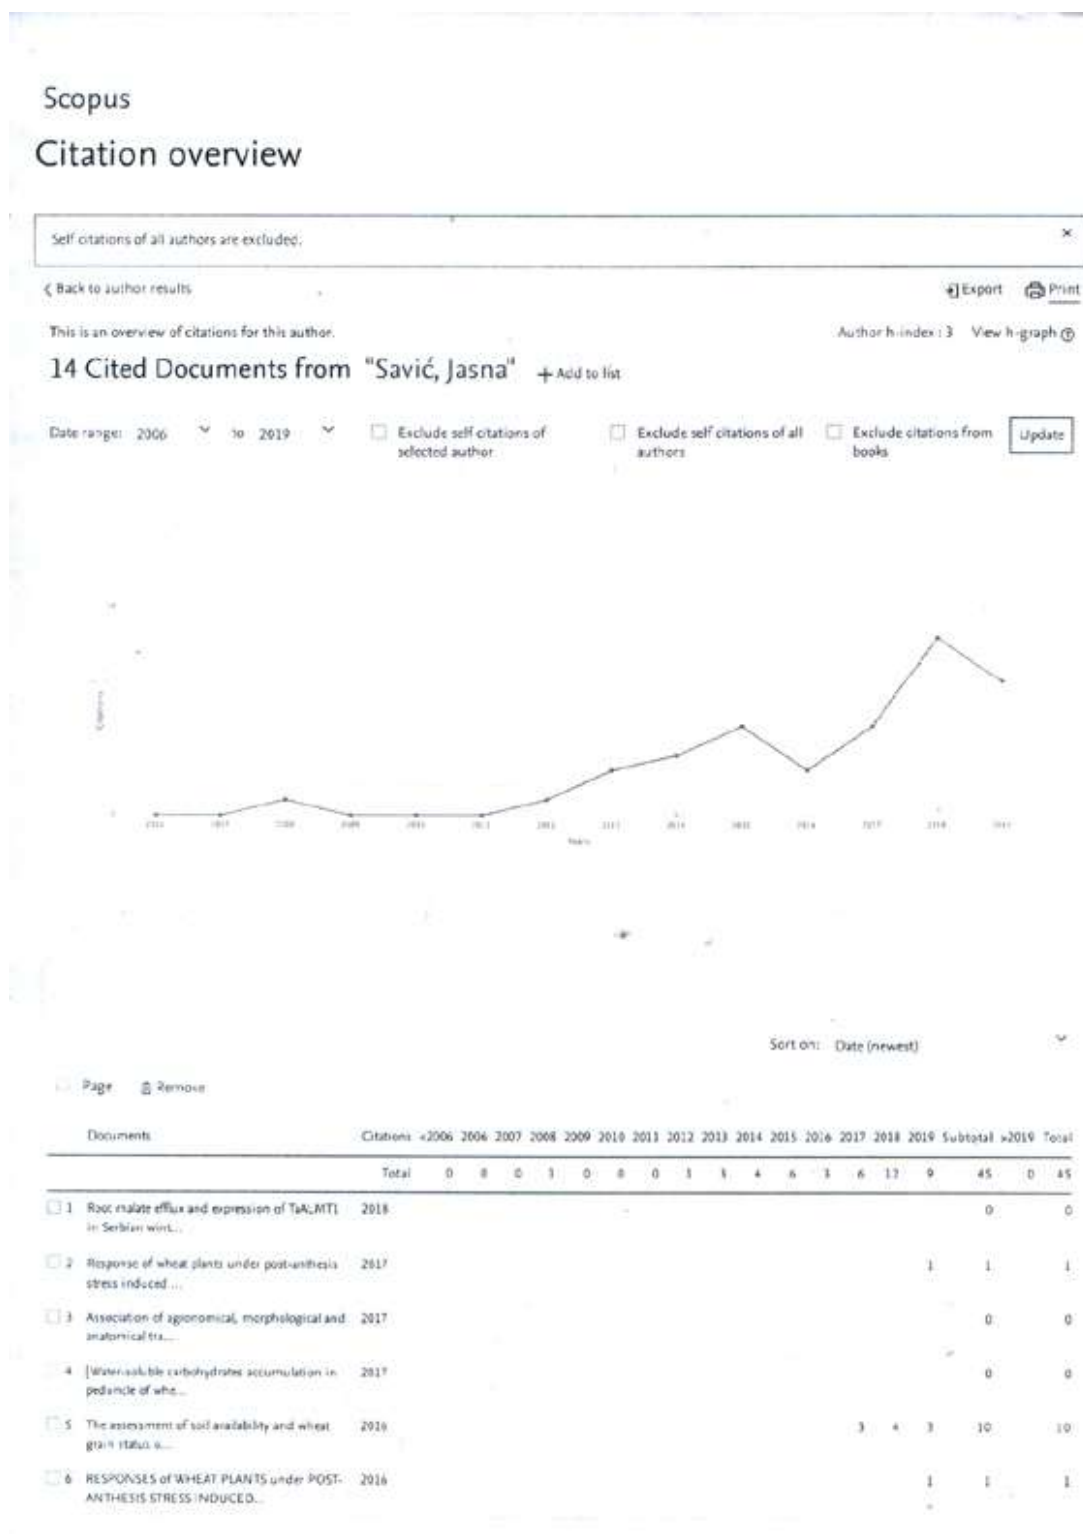 Scopus
Citation overview
Self citations of all authors are excluded.
×
< Back to author results
Export Print
This is an overview of citations for this author.
Author h-index : 3 View h-graph
14 Cited Documents from "Savić, Jasna" + Add to list
Date range: 2006 to 2019
Exclude self citations of selected author
Exclude self citations of all authors
Exclude citations from books
Update
Citations
2008
2012
2014
2017
Years
Sort on: Date (newest)
Page Remove
Documents Citations <2006 2006 2007 2008 2009 2010 2011 2012 2013 2014 2015 2016 2017 2018 2019 Subtotal >2019 Total
Total 0 0 0 0 0 0 4 6 6 12 9 45 0 45
1 Root malate efflux and expression of TaALMT1 2018 0 0
in Serbian wint...
2 Response of wheat plants under post-anthesis 2017 1 1 1
stress induced ...
3 Association of agronomical, morphological and 2017 0 0
anatomical tra...
4 [Water-soluble carbohydrates accumulation in 2017 0 0
peduncle of whe...
5 The assessment of soil availability and wheat 2016 3 4 3 10 10
grain status o...
6 RESPONSES of WHEAT PLANTS under POST- 2016 1 1 1
ANTHESIS STRESS INDUCED...